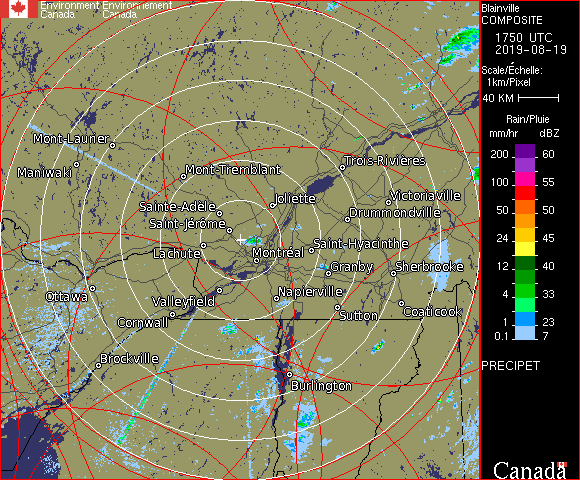 Environment Environnement
Canada Canada
Blainville
COMPOSITE
1750 UTC
2019-08-19
Scale/Échelle:
1km/Pixel
40 KM
Rain/Pluie
mm/hr dBZ
200 60
100 55
50 50
24 45
12 40
4 33
1 23
0.1 7
PRECIPET
Canada
Mont-Laurier
Maniwaki
Mont-Tremblant
Trois-Rivières
Joliette
Victoriaville
Sainte-Adèle
Drummondville
Saint-Jérôme
Saint-Hyacinthe
Lachute
Montréal
Granby
Sherbrooke
Ottawa
Valleyfield
Napierville
Cornwall
Sutton
Coaticook
Brockville
Burlington